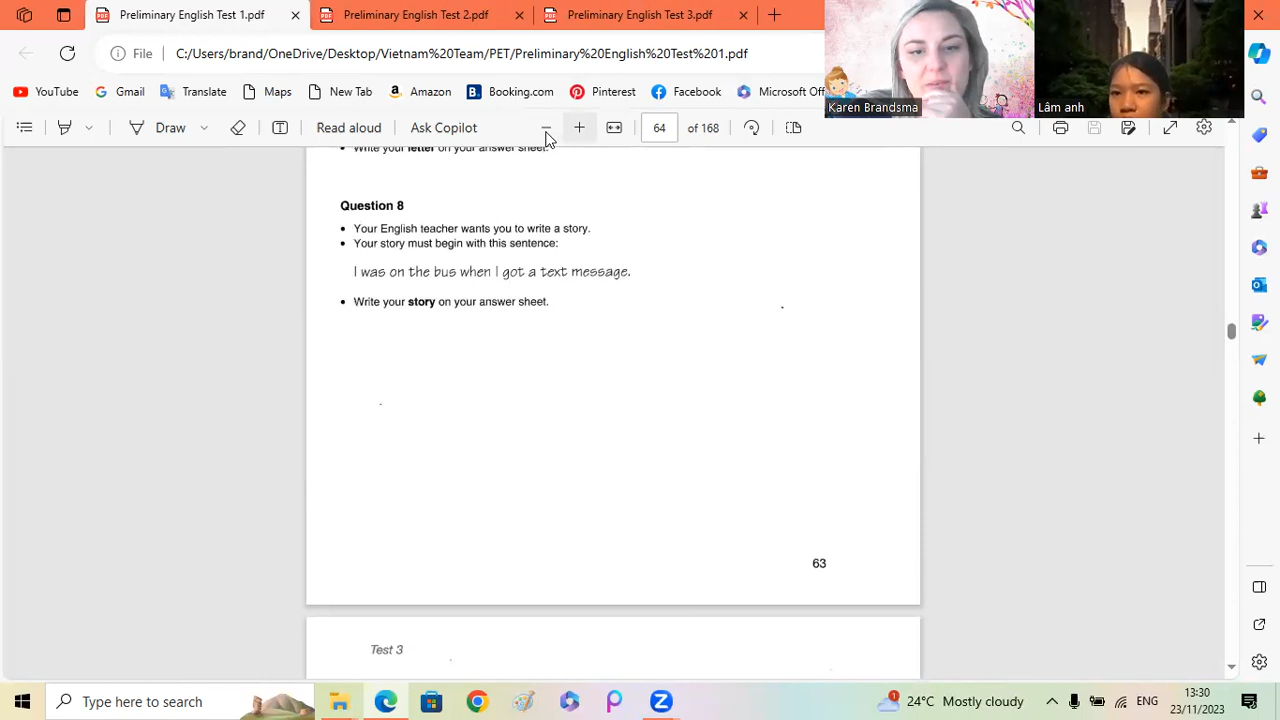 Preliminary English Test 1.pdf
Preliminary English Test 2.pdf
Preliminary English Test 3.pdf
File
C:/Users/brand/OneDrive/Desktop/Vietnam%20Team/PET/Preliminary%20English%20Test%201.pdf
YouTube
Gmail
Translate
Maps
New Tab
Amazon
Booking.com
Pinterest
Facebook
Microsoft Off
Karen Brandsma
Lâm anh
Draw
Read aloud
Ask Copilot
64
of 168
• Write your letter on your answer sheet.
Question 8
• Your English teacher wants you to write a story.
• Your story must begin with this sentence:
I was on the bus when I got a text message.
• Write your story on your answer sheet.
63
Test 3
Type here to search
1
24°C Mostly cloudy
ENG
13:30
23/11/2023